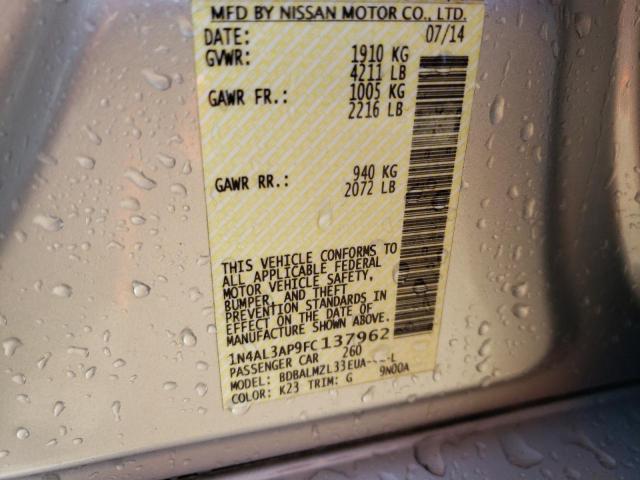 MFD BY NISSAN MOTOR CO., LTD.
DATE: 07/14
GVWR: 1910 KG
4211 LB
GAWR FR.: 1005 KG
2216 LB
GAWR RR.: 940 KG
2072 LB
THIS VEHICLE CONFORMS TO
ALL APPLICABLE FEDERAL
MOTOR VEHICLE SAFETY,
BUMPER, AND THEFT
PREVENTION STANDARDS IN
EFFECT ON THE DATE OF
MANUFACTURE SHOWN ABOVE.
1N4AL3AP9FC137962
PASSENGER CAR 260
MODEL: BDBALMZL33EUA----L
COLOR: K23 TRIM: G 9N00A